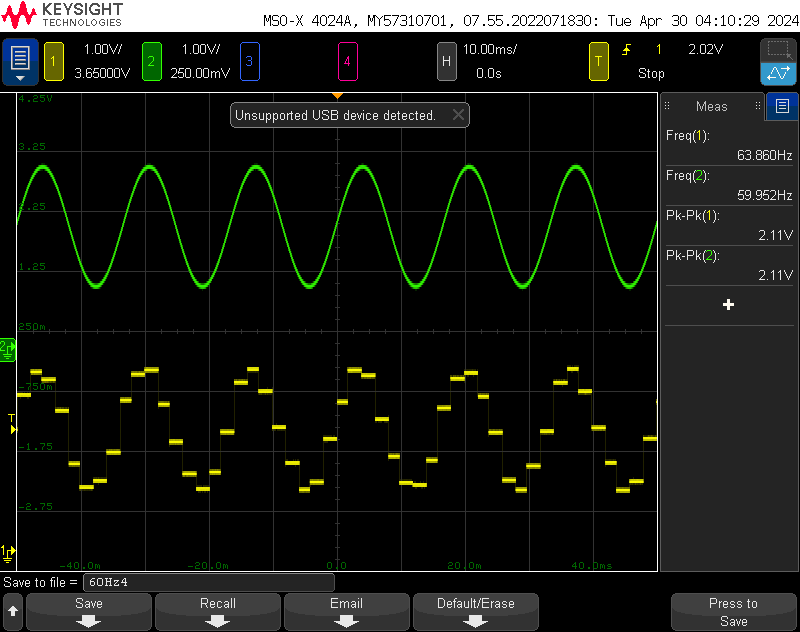 KEYSIGHT
TECHNOLOGIES
MSO-X 4024A, MY57310701, 07.55.2022071830: Tue Apr 30 04:10:29 2024
1 1.00V/ 3.65000V
2 1.00V/ 250.00mV
3
4
H 10.00ms/ 0.0s
T 1 2.02V
Stop
Unsupported USB device detected.
Meas
Freq(1):
63.860Hz
Freq(2):
59.952Hz
Pk-Pk(1):
2.11V
Pk-Pk(2):
2.11V
4.25V
3.25
2.25
1.25
250m
2
-750m
T
-1.75
-2.75
1
-40.0m -20.0m 0.0 20.0m 40.0ms
Save to file = 60Hz4
Save Recall Email Default/Erase Press to
Save